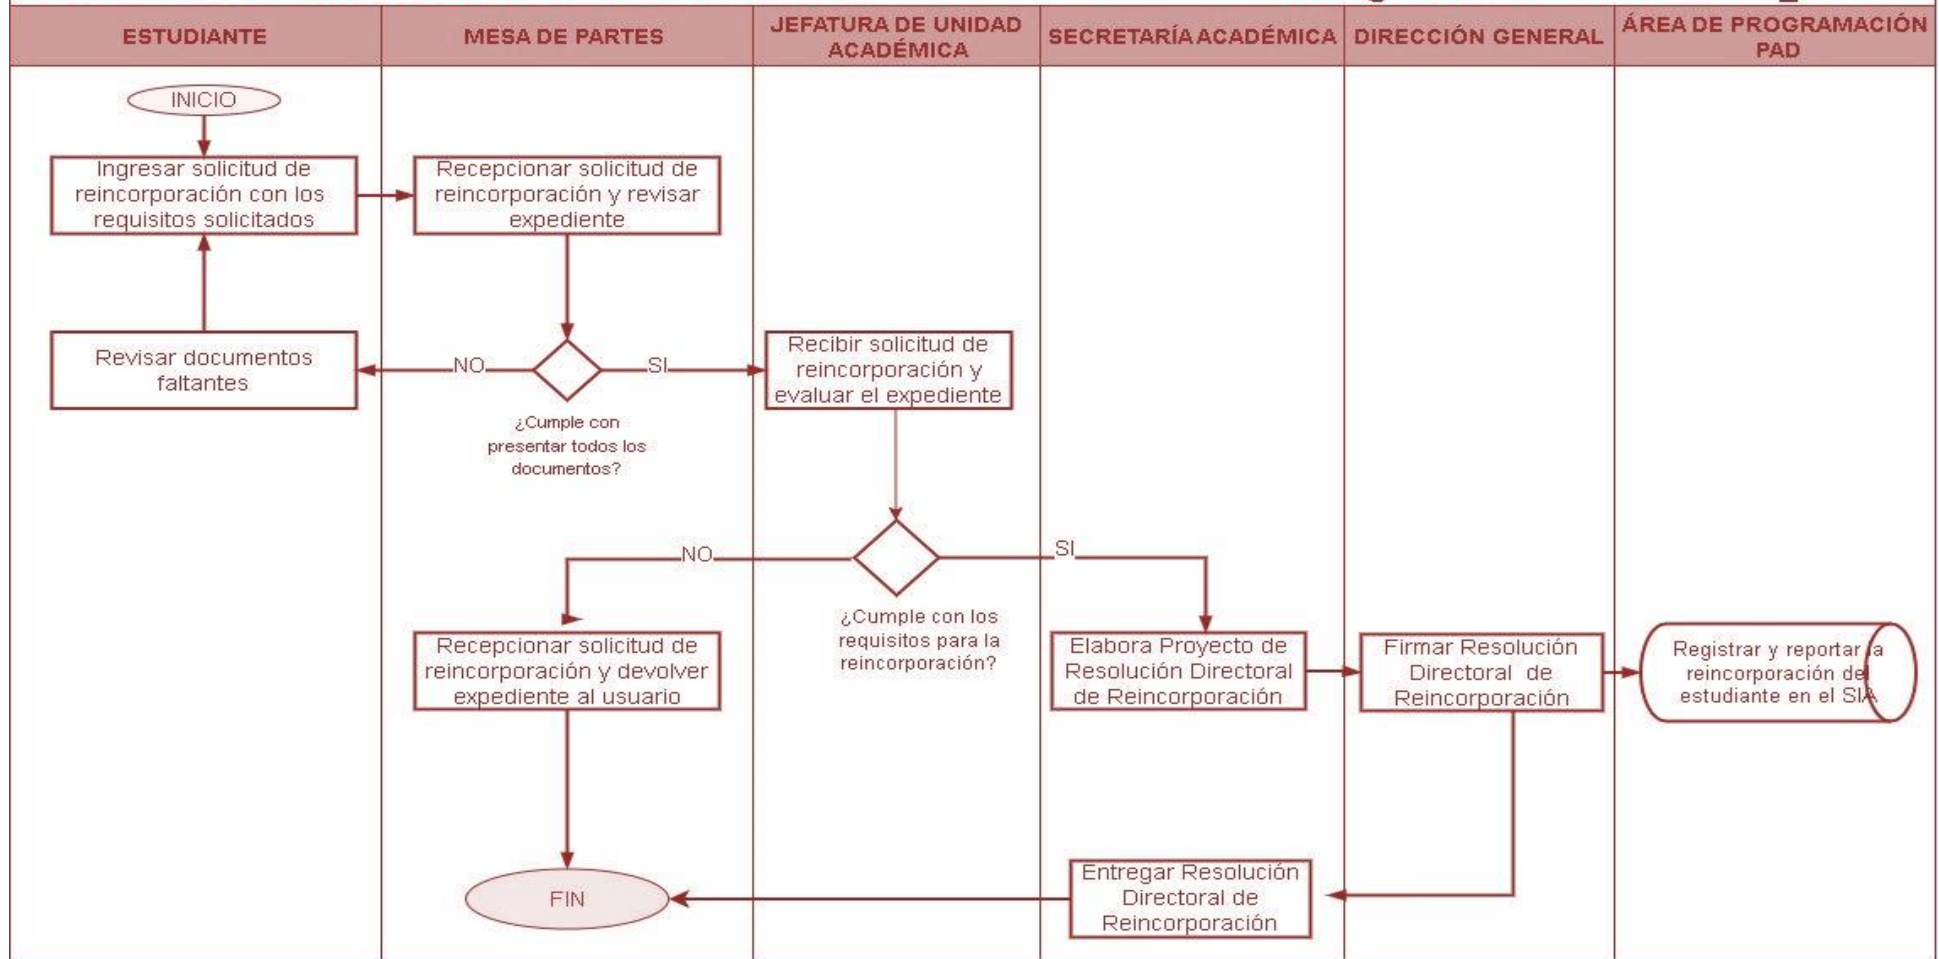 ESTUDIANTE
MESA DE PARTES
JEFATURA DE UNIDAD
ACADÉMICA
SECRETARÍA ACADÉMICA
DIRECCIÓN GENERAL
ÁREA DE PROGRAMACIÓN
PAD
INICIO
Ingresar solicitud de
reincorporación con los
requisitos solicitados
Recepcionar solicitud de
reincorporación y revisar
expediente
Revisar documentos
faltantes
NO
SI
¿Cumple con
presentar todos los
documentos?
Recibir solicitud de
reincorporación y
evaluar el expediente
NO
SI
¿Cumple con los
requisitos para la
reincorporación?
Recepcionar solicitud de
reincorporación y devolver
expediente al usuario
Elabora Proyecto de
Resolución Directoral
de Reincorporación
Firmar Resolución
Directoral de
Reincorporación
Registrar y reportar la
reincorporación del
estudiante en el SIA
FIN
Entregar Resolución
Directoral de
Reincorporación